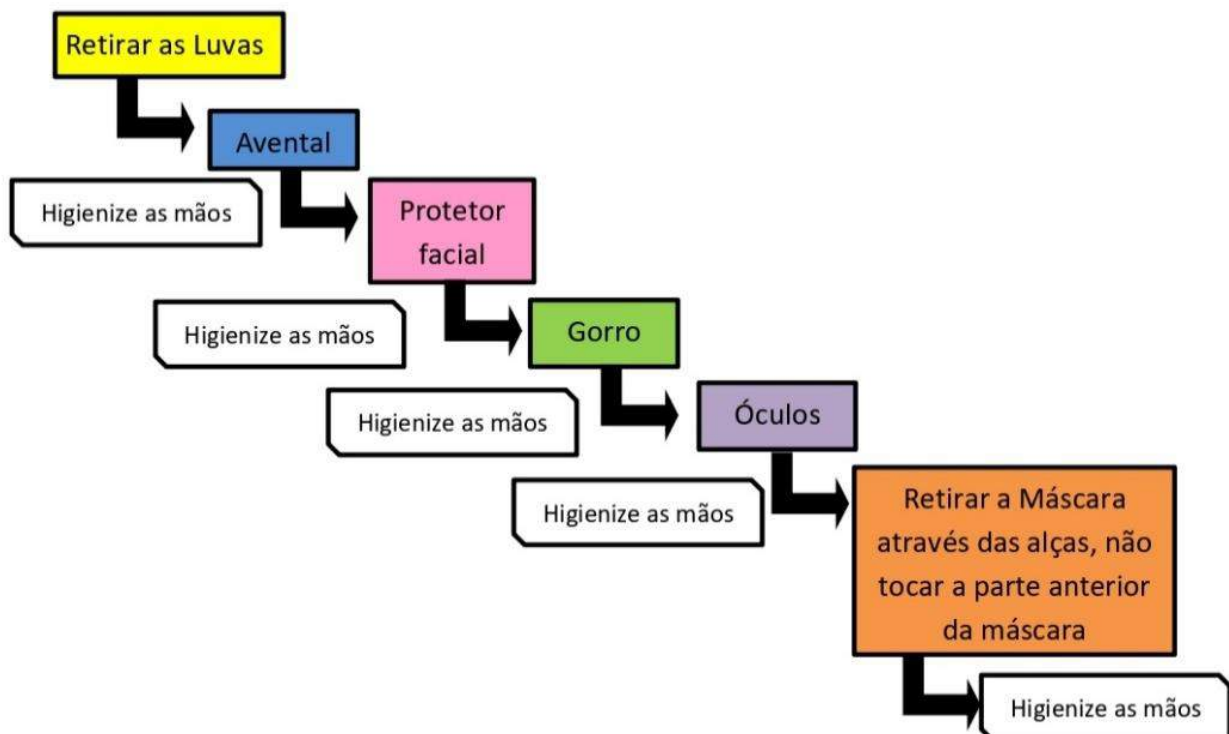 Retirar as Luvas
Avental
Higienize as mãos
Protetor
facial
Higienize as mãos
Gorro
Higienize as mãos
Óculos
Higienize as mãos
Retirar a Máscara
através das alças, não
tocar a parte anterior
da máscara
Higienize as mãos